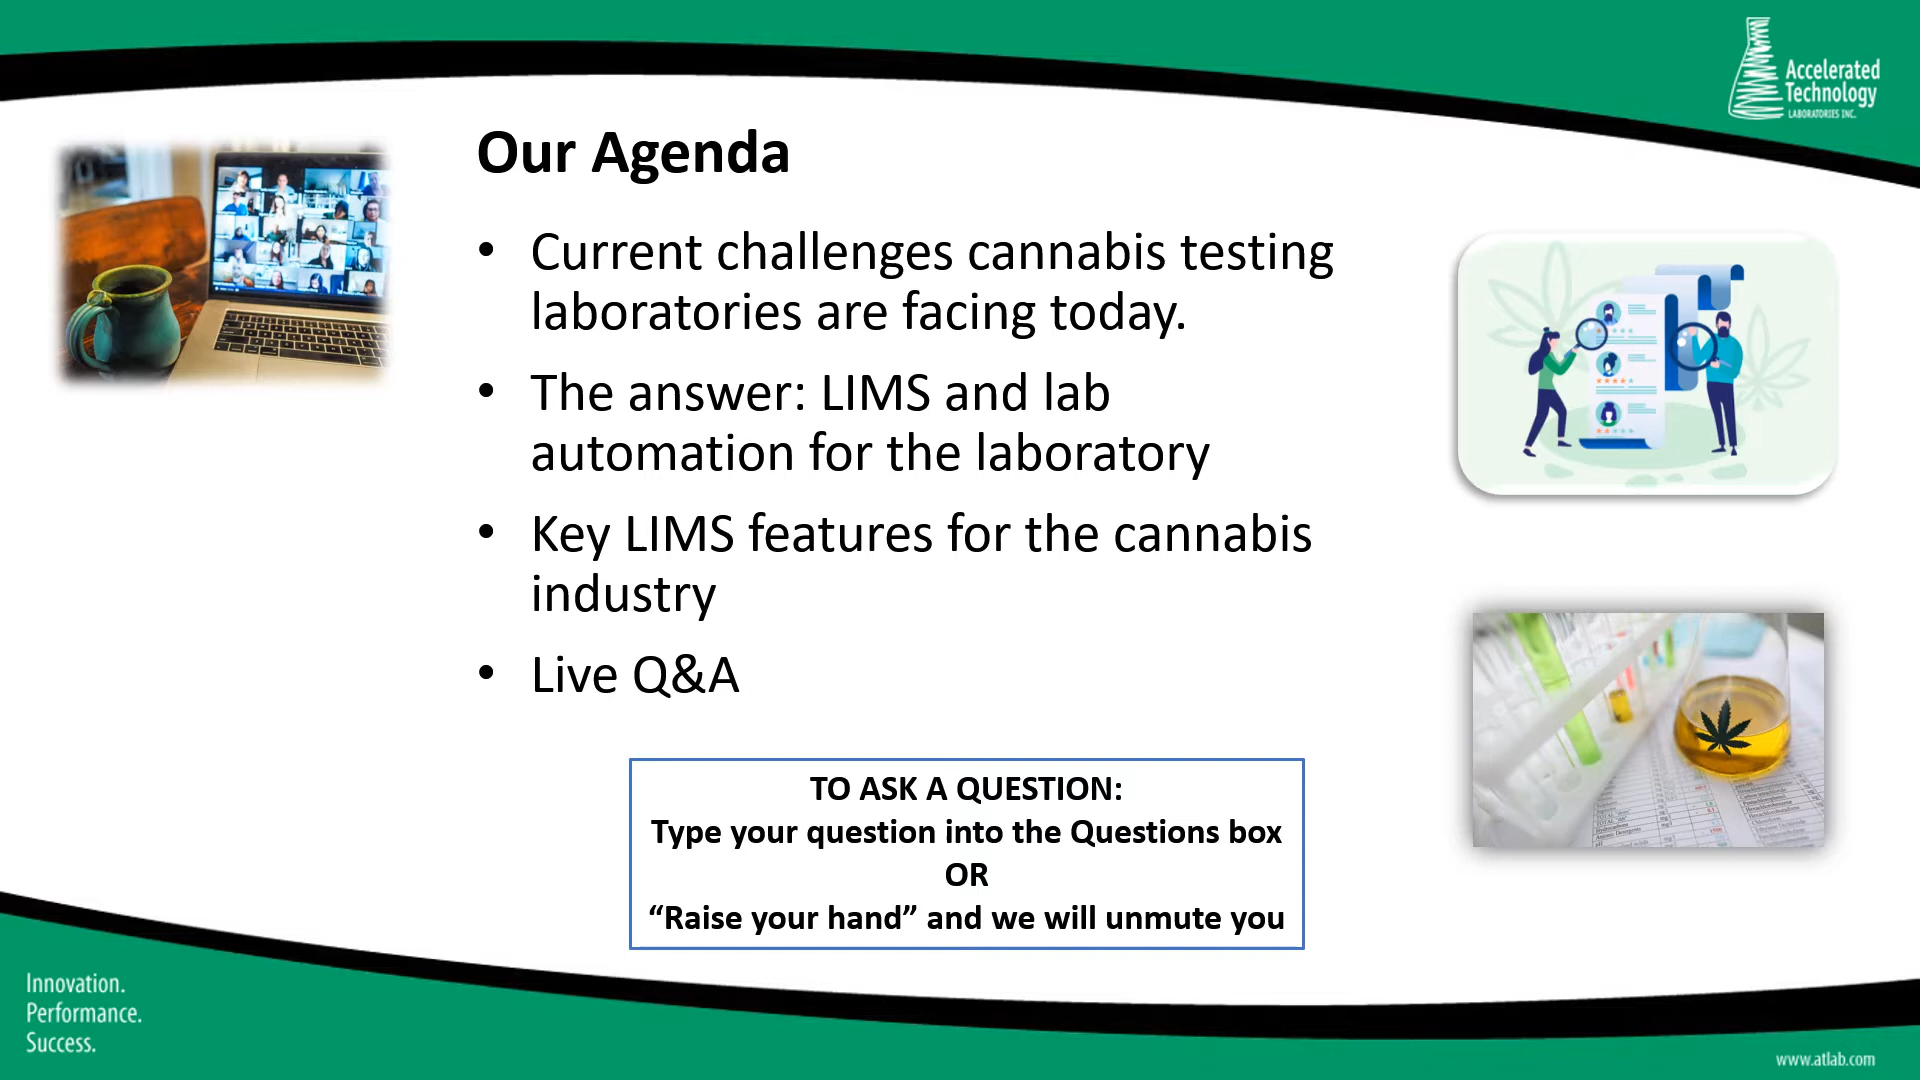 Accelerated
Technology
LABORATORIES INC.
Our Agenda
• Current challenges cannabis testing
laboratories are facing today.
• The answer: LIMS and lab
automation for the laboratory
• Key LIMS features for the cannabis
industry
• Live Q&A
TO ASK A QUESTION:
Type your question into the Questions box
OR
“Raise your hand” and we will unmute you
Innovation.
Performance.
Success.
www.atlab.com